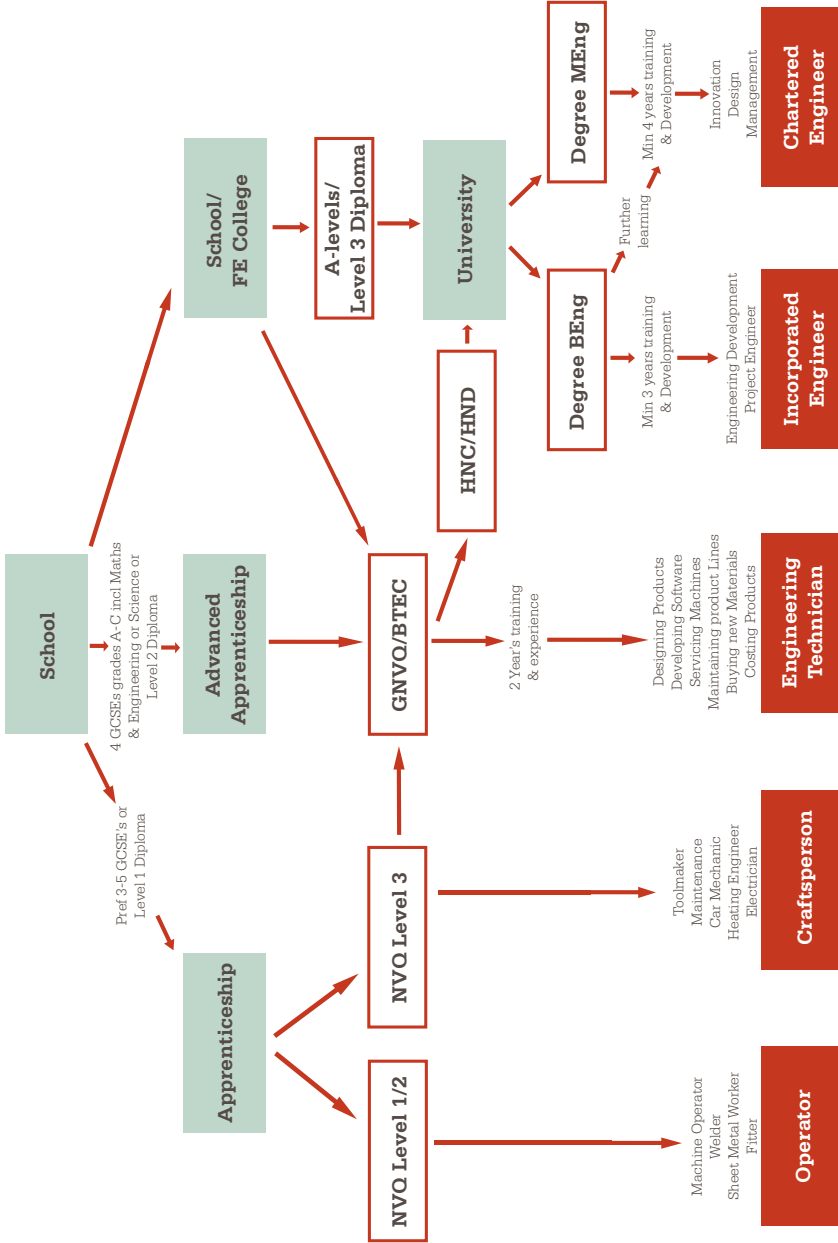 School
Pref 3-5 GCSE's or
Level 1 Diploma
4 GCSEs grades A-C incl Maths
& Engineering or Science or
Level 2 Diploma
Apprenticeship
Advanced
Apprenticeship
School/
FE College
NVQ Level 1/2
NVQ Level 3
GNVQ/BTEC
A-levels/
Level 3 Diploma
HNC/HND
University
2 Year's training
& experience
Degree BEng
Degree MEng
Min 3 years training
& Development
Further
learning
Min 4 years training
& Development
Machine Operator
Welder
Sheet Metal Worker
Fitter
Toolmaker
Maintenance
Car Mechanic
Heating Engineer
Electrician
Designing Products
Developing Software
Servicing Machines
Maintaining product Lines
Buying new Materials
Costing Products
Engineering Development
Project Engineer
Innovation
Design
Management
Operator
Craftsperson
Engineering
Technician
Incorporated
Engineer
Chartered
Engineer